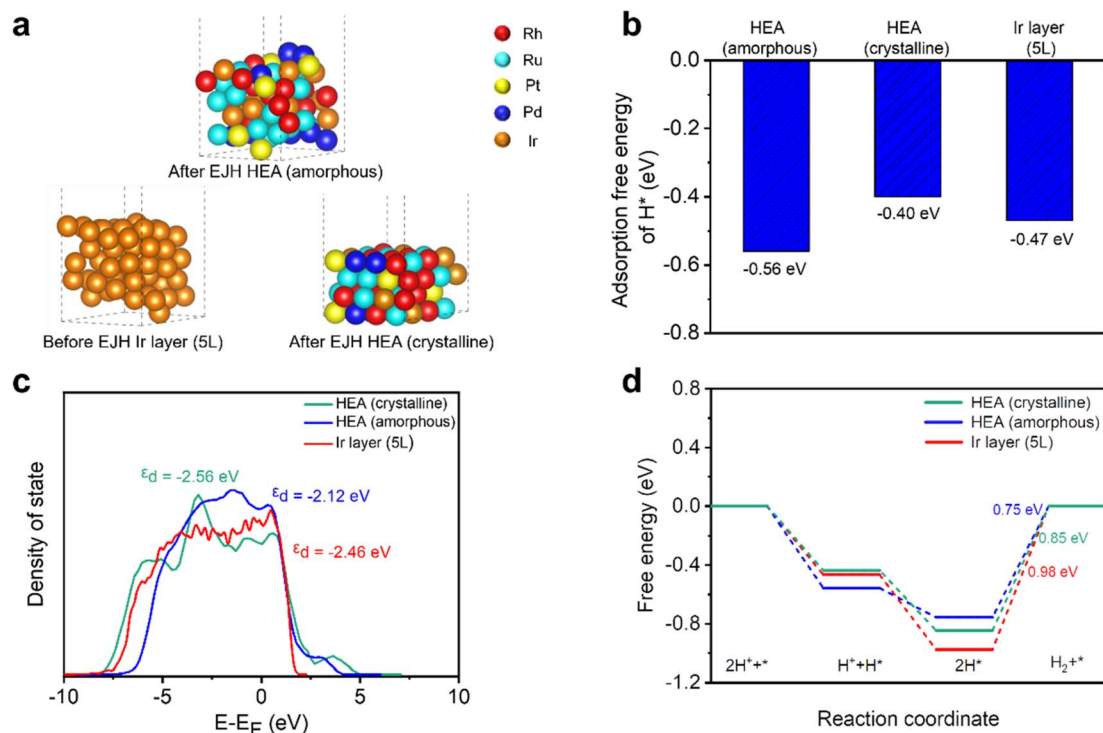 a
Rh
Ru
Pt
Pd
Ir
After EJH HEA (amorphous)
Before EJH Ir layer (5L)
After EJH HEA (crystalline)
b
HEA
(amorphous)
HEA
(crystalline)
Ir layer
(5L)
Adsorption free energy
of H* (eV)
0.0
-0.2
-0.4
-0.6
-0.8
-0.56 eV
-0.40 eV
-0.47 eV
c
HEA (crystalline)
HEA (amorphous)
Ir layer (5L)
εd = -2.56 eV
εd = -2.12 eV
εd = -2.46 eV
Density of state
-10
-5
0
5
10
E-EF (eV)
d
HEA (crystalline)
HEA (amorphous)
Ir layer (5L)
Free energy (eV)
0.8
0.4
0.0
-0.4
-0.8
-1.2
0.75 eV
0.85 eV
0.98 eV
2H⁺+*
H⁺+H*
2H*
H₂+*
Reaction coordinate